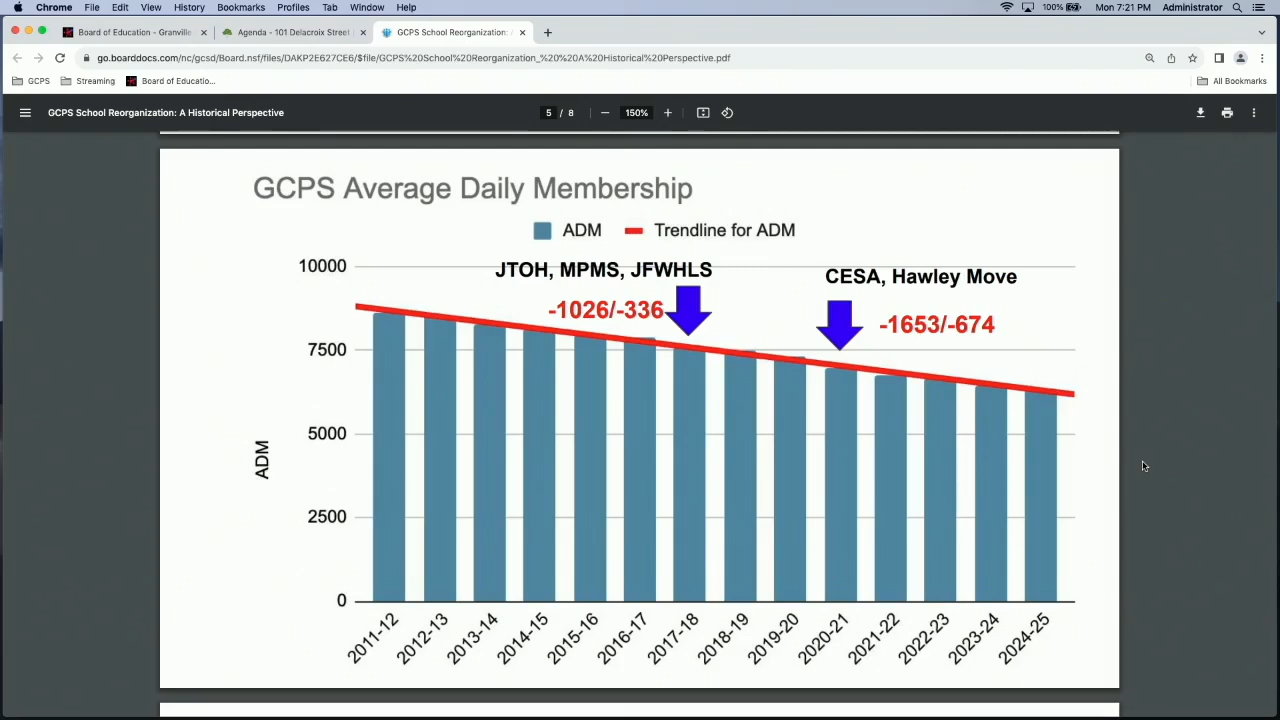 Chrome File Edit View History Bookmarks Profiles Tab Window Help 100% Mon 7:21 PM Administrator
Board of Education - Granville Agenda - 101 Delacroix Street GCPS School Reorganization: A
go.boarddocs.com/nc/gcsd/Board.nsf/files/DAKP2E627CE6/$file/GCPS%20School%20Reorganization_%20%20A%20Historical%20Perspective.pdf
GCPS Streaming Board of Educatio... All Bookmarks
GCPS School Reorganization: A Historical Perspective 5 / 8 150%
GCPS Average Daily Membership
ADM Trendline for ADM
10000
JTOH, MPMS, JFWHLS
CESA, Hawley Move
-1026/-336
-1653/-674
7500
5000
ADM
2500
0
2011-12 2012-13 2013-14 2014-15 2015-16 2016-17 2017-18 2018-19 2019-20 2020-21 2021-22 2022-23 2023-24 2024-25